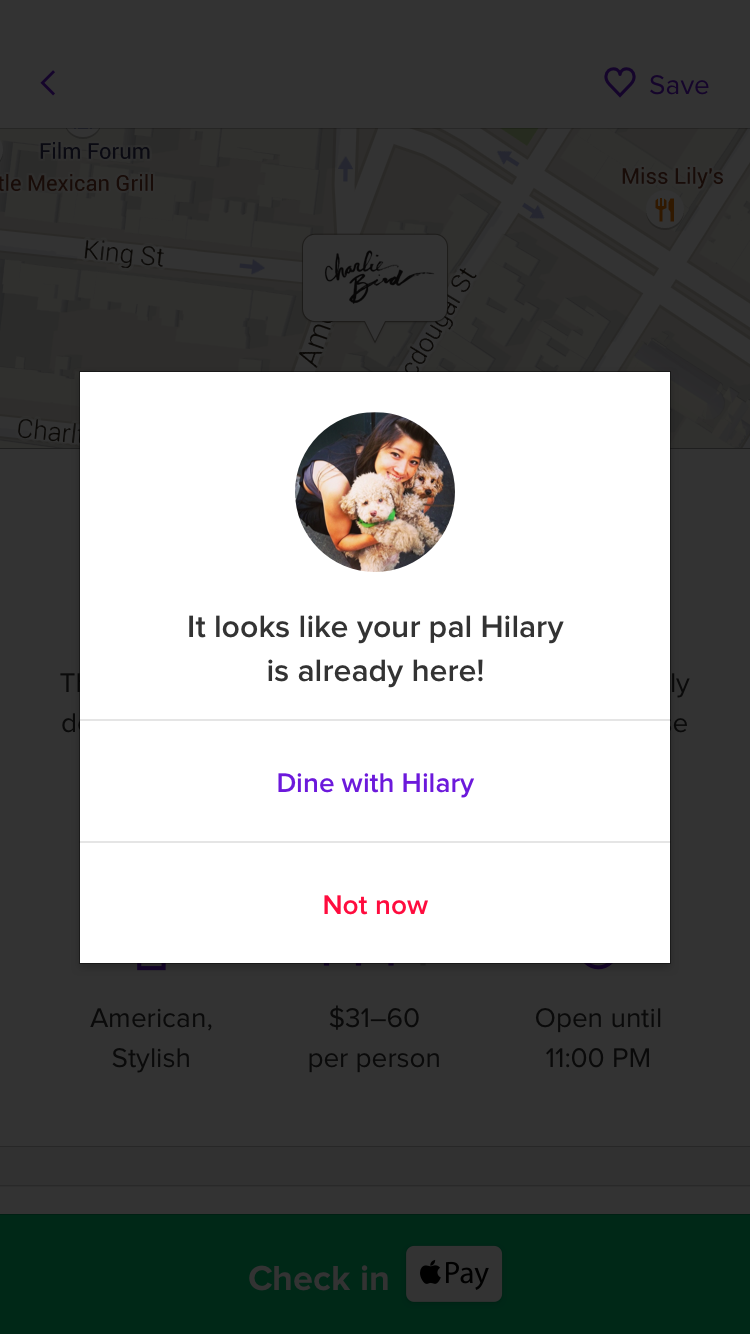 Save
Film Forum
tle Mexican Grill
Miss Lily's
King St
charlie
Bird
cdougal St
Am
Charl
It looks like your pal Hilary
is already here!
Dine with Hilary
Not now
American,
$31–60
Open until
Stylish
per person
11:00 PM
Check in
Pay